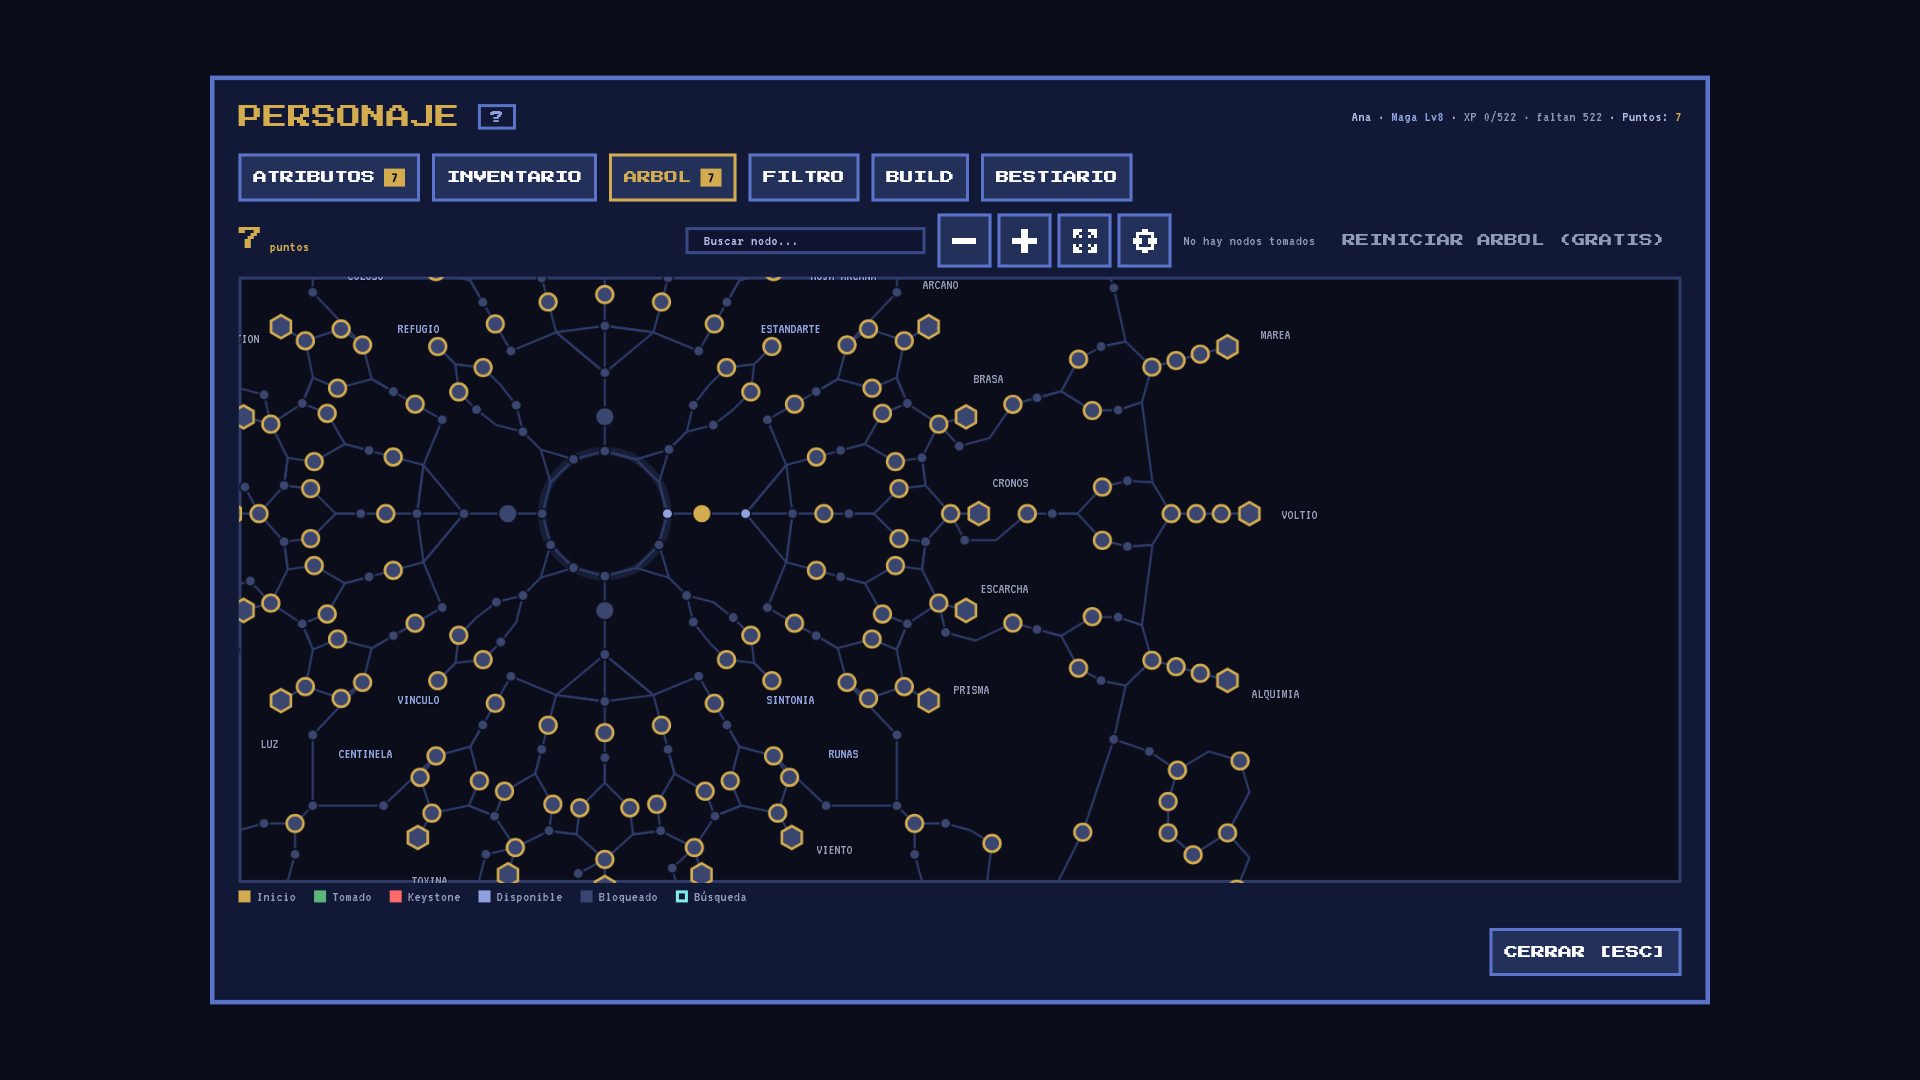 PERSONAJE ?
Ana · Maga Lv8 · XP 0/522 · faltan 522 · Puntos: 7
ATRIBUTOS 7 INVENTARIO ARBOL 7 FILTRO BUILD BESTIARIO
7 puntos
Buscar nodo...
No hay nodos tomados
REINICIAR ARBOL (GRATIS)
ARCANO
REFUGIO
ESTANDARTE
MAREA
BRASA
CRONOS
VOLTIO
ESCARCHA
PRISMA
ALQUIMIA
VINCULO
SINTONIA
LUZ
CENTINELA
RUNAS
VIENTO
TOXINA
Inicio Tomado Keystone Disponible Bloqueado Búsqueda
CERRAR [ESC]